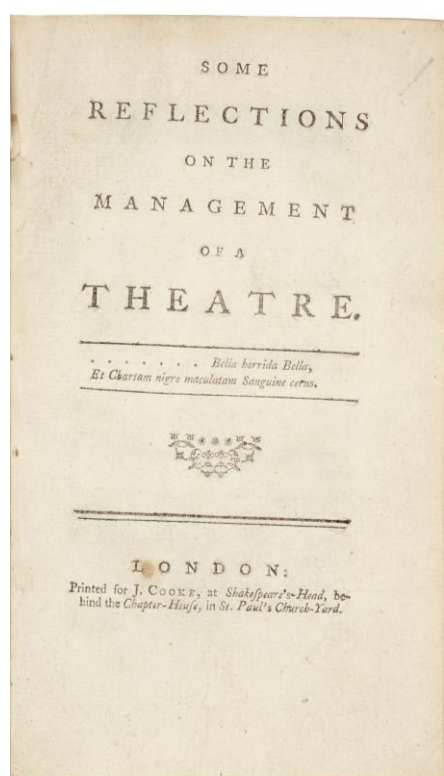 SOME
REFLECTIONS
ON THE
MANAGEMENT
OF A
THEATRE.
. . . . . . . Bella horrida Bella,
Et Chartam nigro maculatam Sanguine cerno.
LONDON:
Printed for J. COOKE, at Shakeſpeare's-Head, be-
hind the Chapter-Houſe, in St. Paul's Church-Yard.